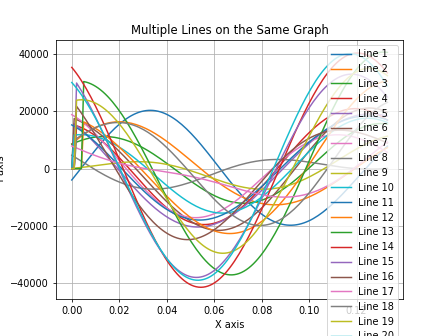 Multiple Lines on the Same Graph
40000
20000
0
−20000
−40000
0.00
0.02
0.04
0.06
0.08
0.10
X axis
axis
Line 1
Line 2
Line 3
Line 4
Line 5
Line 6
Line 7
Line 8
Line 9
Line 10
Line 11
Line 12
Line 13
Line 14
Line 15
Line 16
Line 17
Line 18
Line 19
Line 20